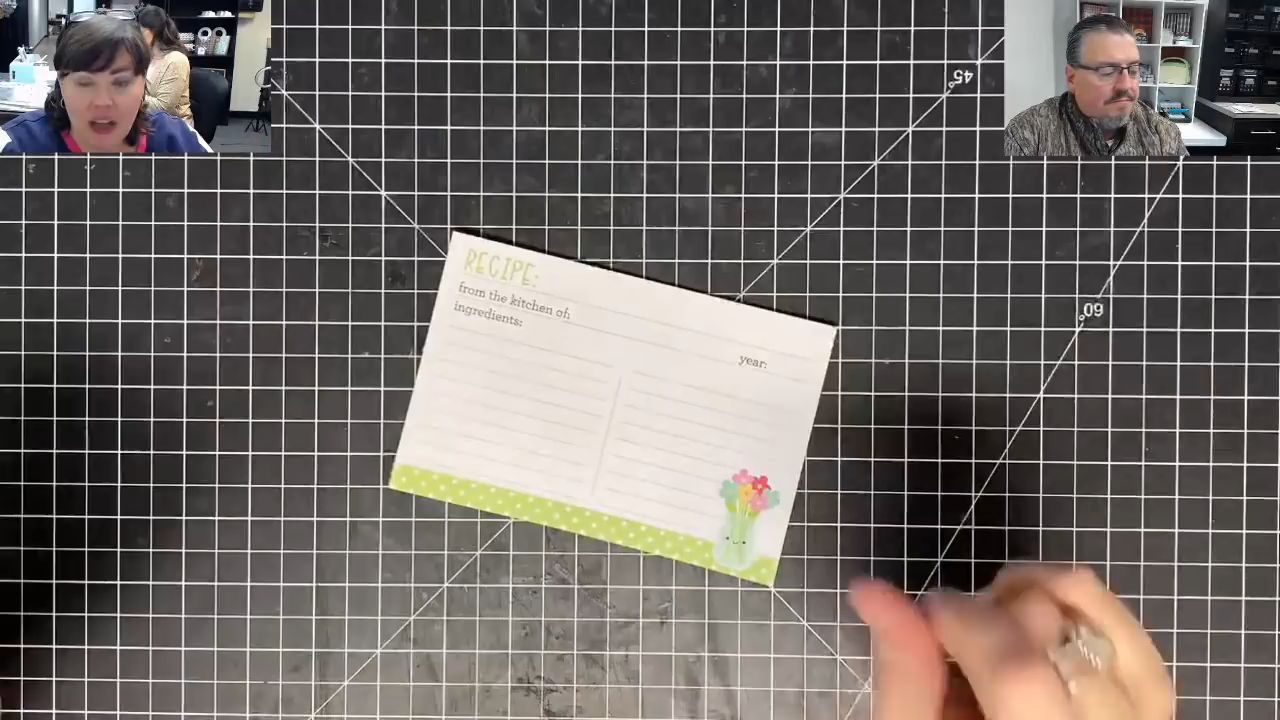 45°
60°
RECIPE:
from the kitchen of:
ingredients:
year: